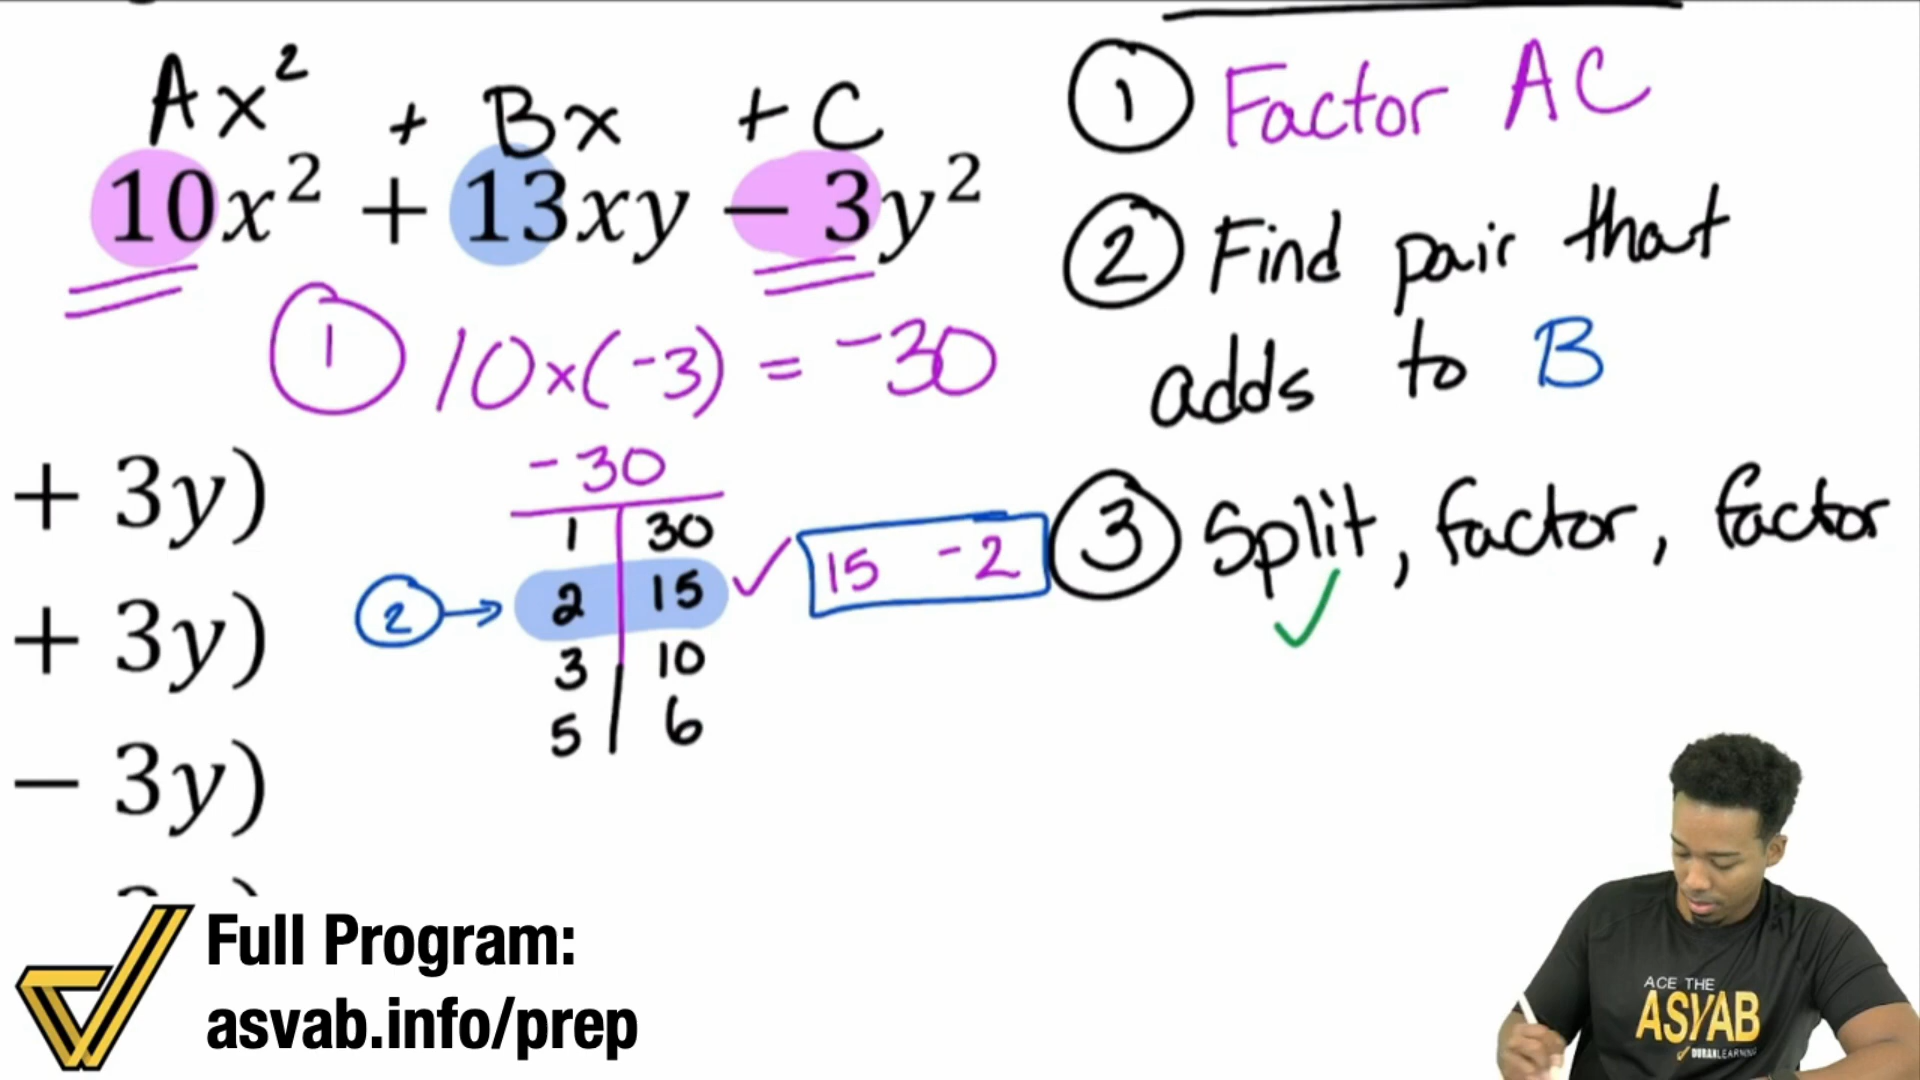 Ax² + Bx + C
10x² + 13xy − 3y²
① 10×(-3) = -30
+ 3y)
+ 3y)
− 3y)
-30
1 30
② → 2 15 ✓ 15 -2
3 10
5 6
① Factor AC
② Find pair that
adds to B
③ Split, factor, factor
✓
Full Program:
asvab.info/prep
ACE THE
ASVAB
DURAN LEARNING